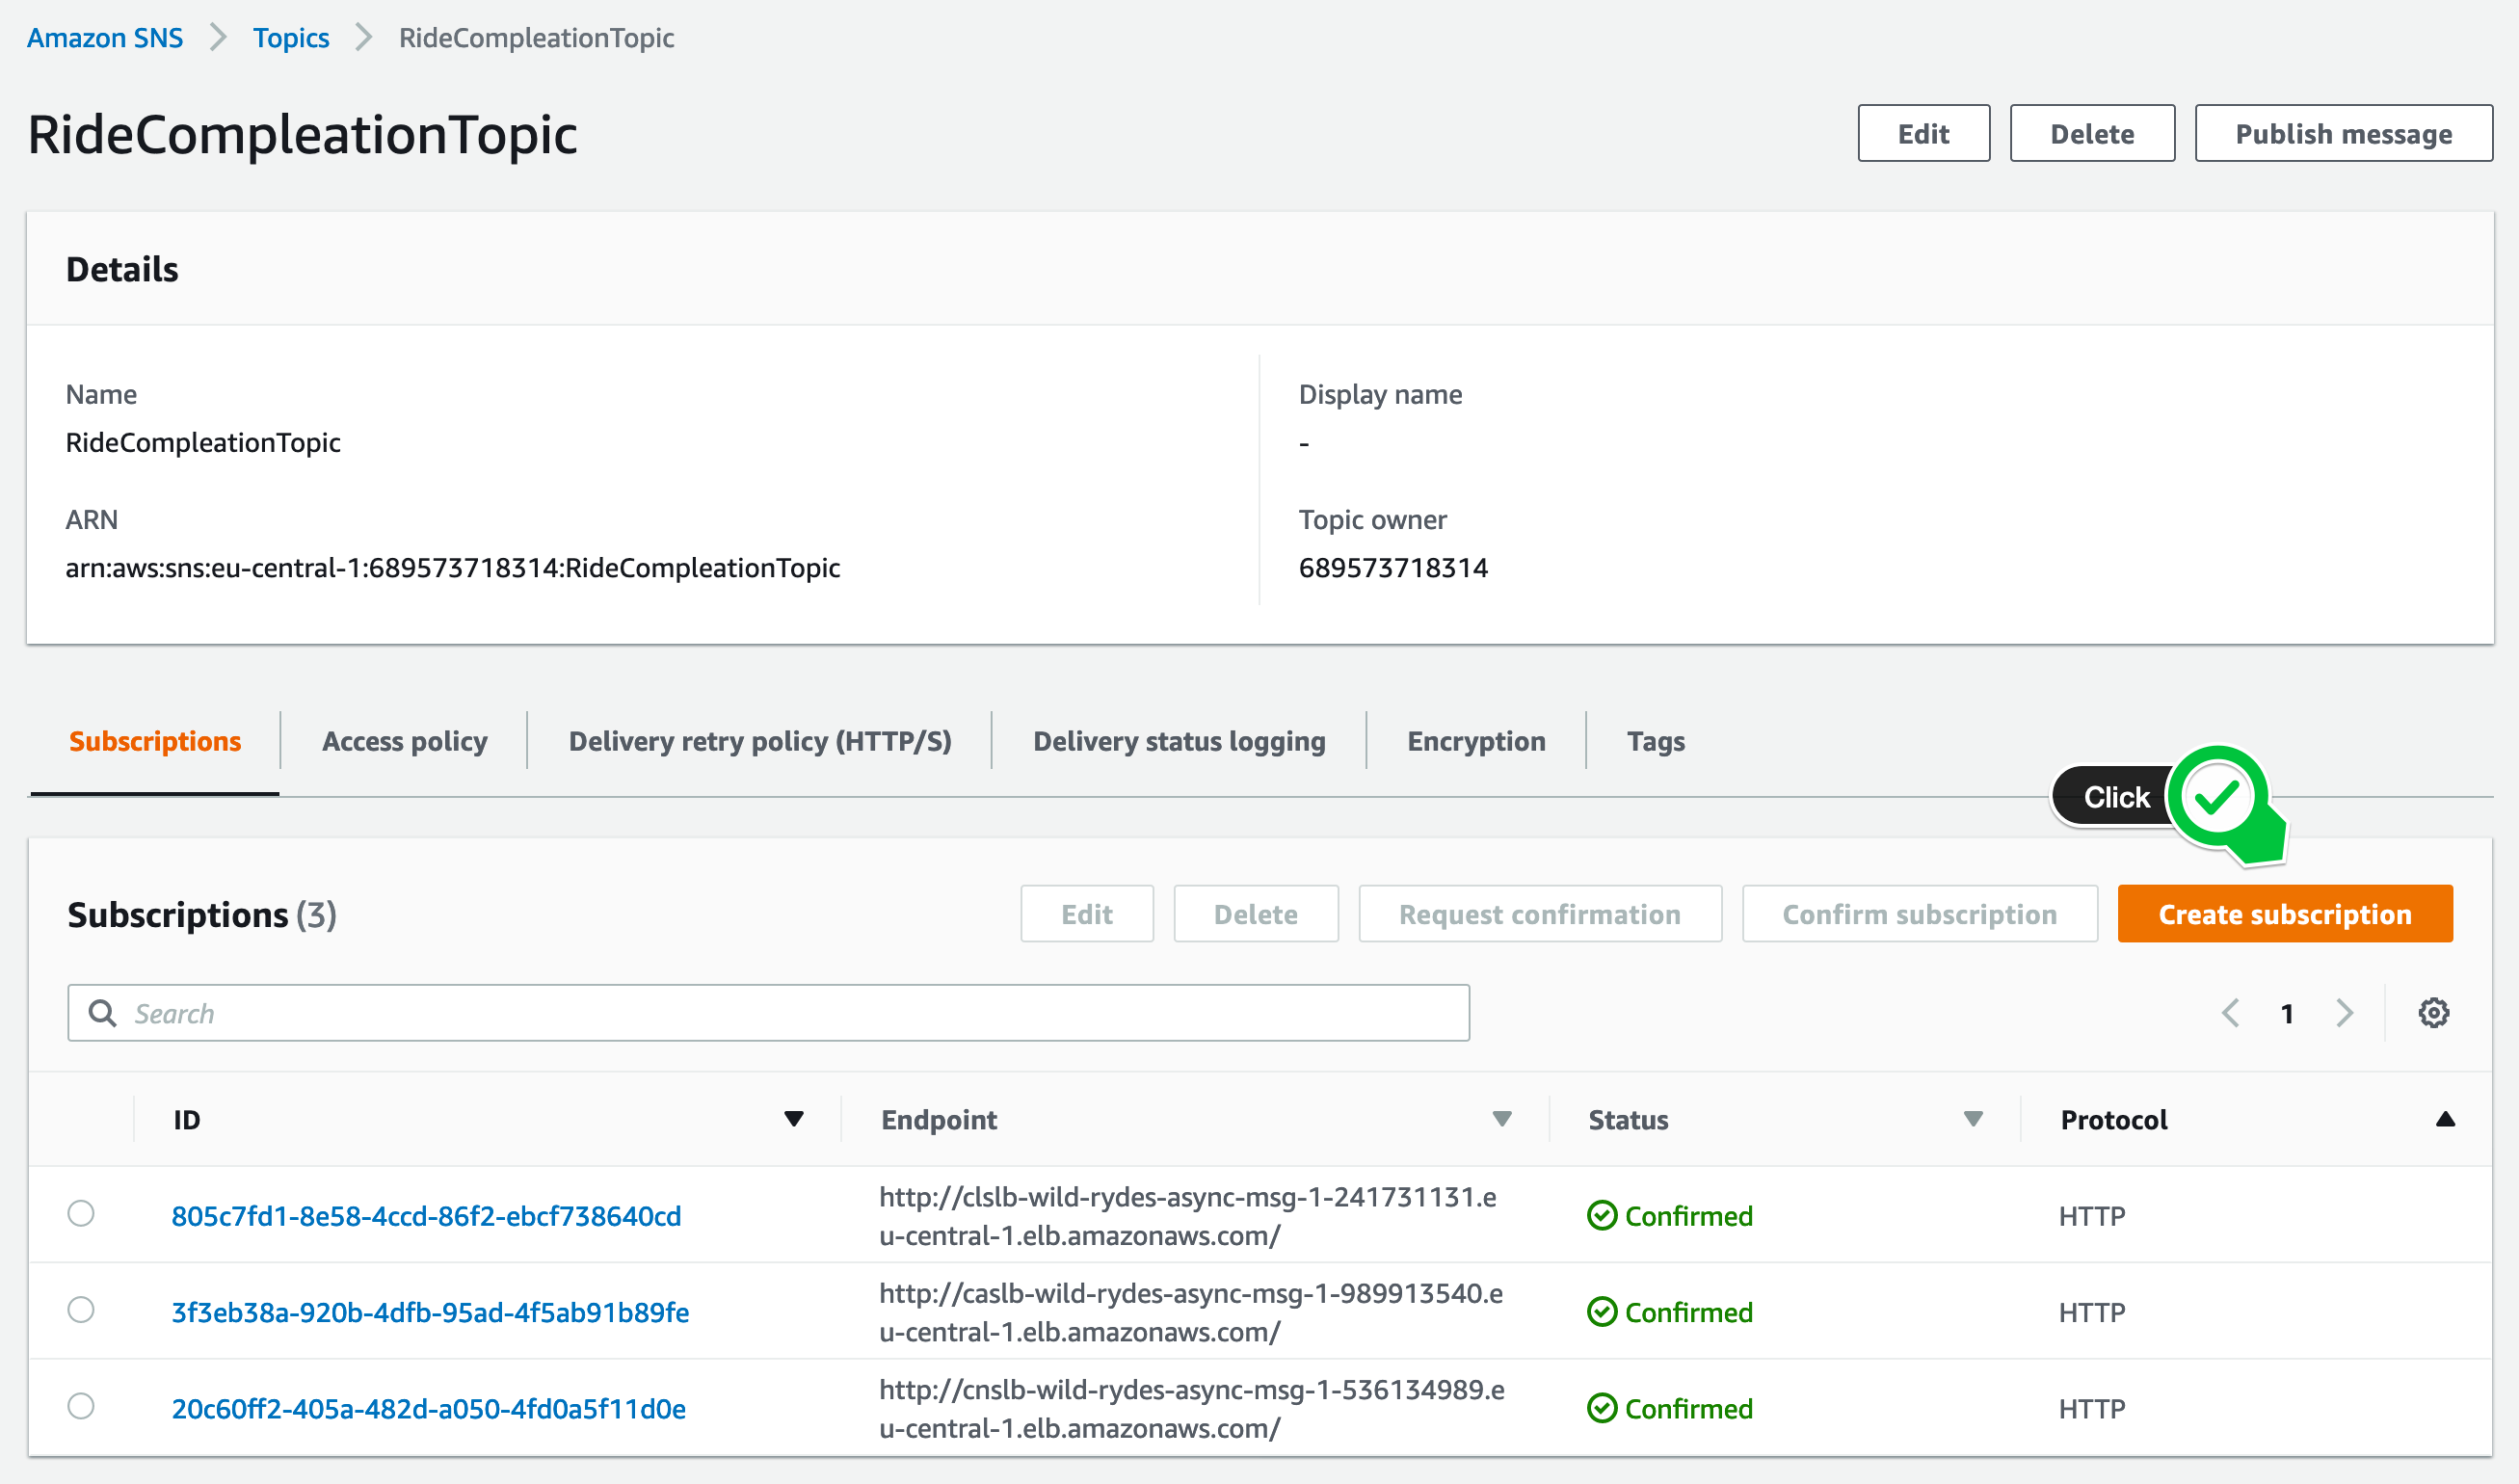 Amazon SNS > Topics > RideCompleationTopic
RideCompleationTopic
Edit
Delete
Publish message
Details
Name
RideCompleationTopic
ARN
arn:aws:sns:eu-central-1:689573718314:RideCompleationTopic
Display name
-
Topic owner
689573718314
Subscriptions
Access policy
Delivery retry policy (HTTP/S)
Delivery status logging
Encryption
Tags
Click
Subscriptions (3)
Edit
Delete
Request confirmation
Confirm subscription
Create subscription
Search
1
ID
Endpoint
Status
Protocol
805c7fd1-8e58-4ccd-86f2-ebcf738640cd
http://clslb-wild-rydes-async-msg-1-241731131.e
u-central-1.elb.amazonaws.com/
Confirmed
HTTP
3f3eb38a-920b-4dfb-95ad-4f5ab91b89fe
http://caslb-wild-rydes-async-msg-1-989913540.e
u-central-1.elb.amazonaws.com/
Confirmed
HTTP
20c60ff2-405a-482d-a050-4fd0a5f11d0e
http://cnslb-wild-rydes-async-msg-1-536134989.e
u-central-1.elb.amazonaws.com/
Confirmed
HTTP